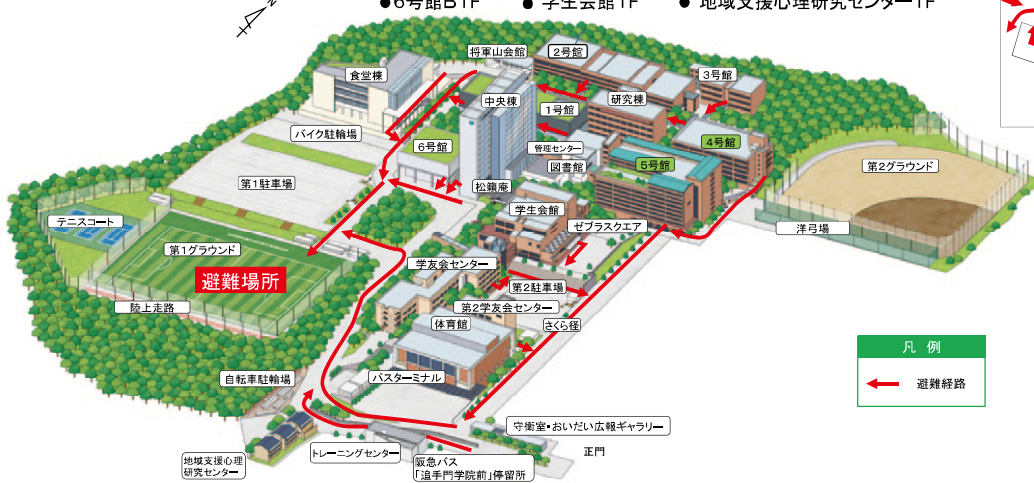 ●6号館B1F ●学生会館1F ●地域支援心理研究センター1F
N
将軍山会館
2号館
食堂棟
3号館
中央棟
研究棟
1号館
バイク駐輪場
4号館
6号館
管理センター
5号館
図書館
第2グラウンド
第1駐車場
松籟庵
学生会館
テニスコート
ゼブラスクエア
洋弓場
第1グラウンド
学友会センター
避難場所
第2駐車場
陸上走路
第2学友会センター
体育館
さくら径
凡例
避難経路
自転車駐輪場
バスターミナル
守衛室・おいだい広報ギャラリー
正門
トレーニングセンター
地域支援心理
研究センター
阪急バス
「追手門学院前」停留所